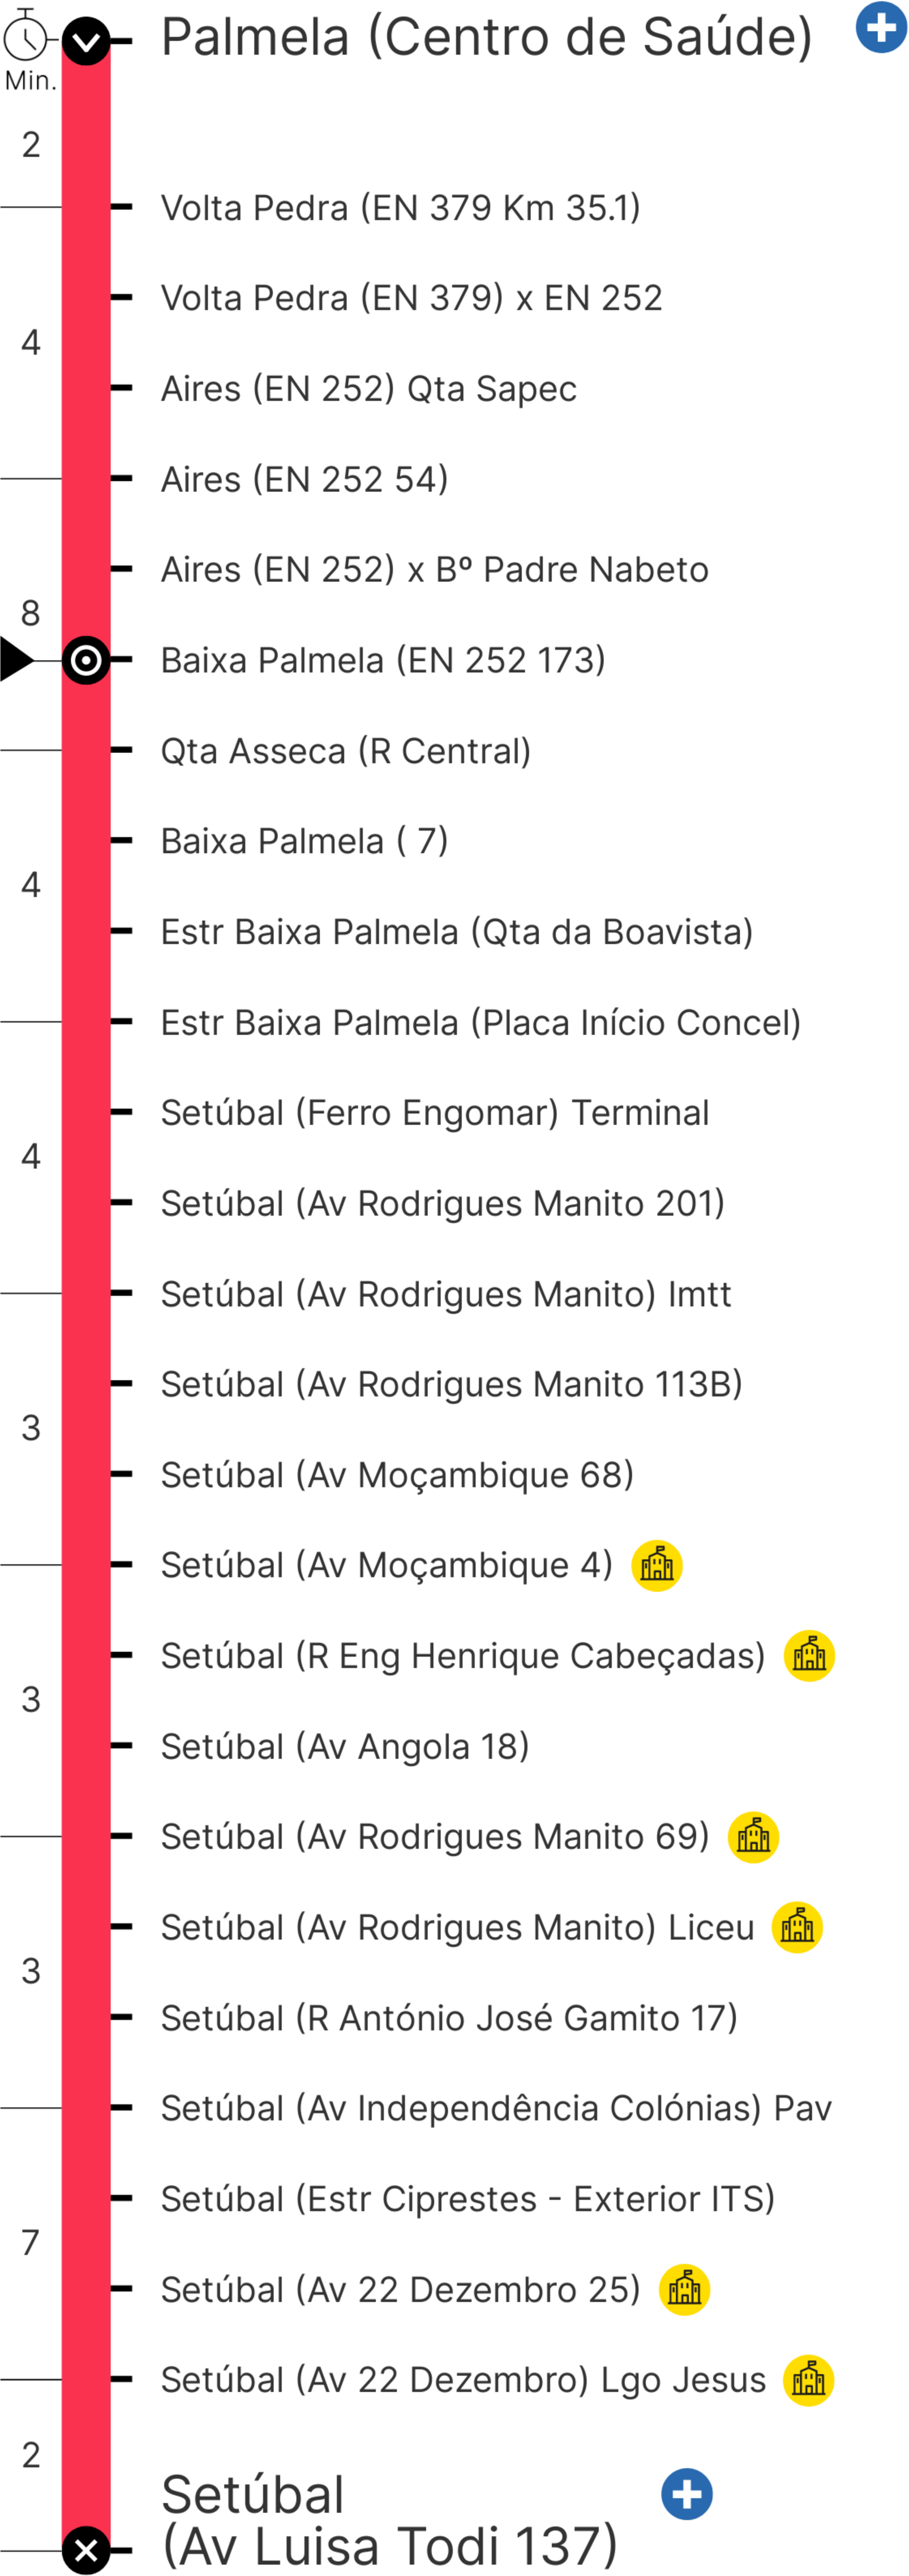 Palmela (Centro de Saúde)
Min.
2
Volta Pedra (EN 379 Km 35.1)
Volta Pedra (EN 379) x EN 252
4
Aires (EN 252) Qta Sapec
Aires (EN 252 54)
Aires (EN 252) x Bº Padre Nabeto
8
Baixa Palmela (EN 252 173)
Qta Asseca (R Central)
Baixa Palmela ( 7)
4
Estr Baixa Palmela (Qta da Boavista)
Estr Baixa Palmela (Placa Início Concel)
Setúbal (Ferro Engomar) Terminal
4
Setúbal (Av Rodrigues Manito 201)
Setúbal (Av Rodrigues Manito) Imtt
Setúbal (Av Rodrigues Manito 113B)
3
Setúbal (Av Moçambique 68)
Setúbal (Av Moçambique 4)
Setúbal (R Eng Henrique Cabeçadas)
3
Setúbal (Av Angola 18)
Setúbal (Av Rodrigues Manito 69)
Setúbal (Av Rodrigues Manito) Liceu
3
Setúbal (R António José Gamito 17)
Setúbal (Av Independência Colónias) Pav
Setúbal (Estr Ciprestes - Exterior ITS)
7
Setúbal (Av 22 Dezembro 25)
Setúbal (Av 22 Dezembro) Lgo Jesus
2
Setúbal
(Av Luisa Todi 137)